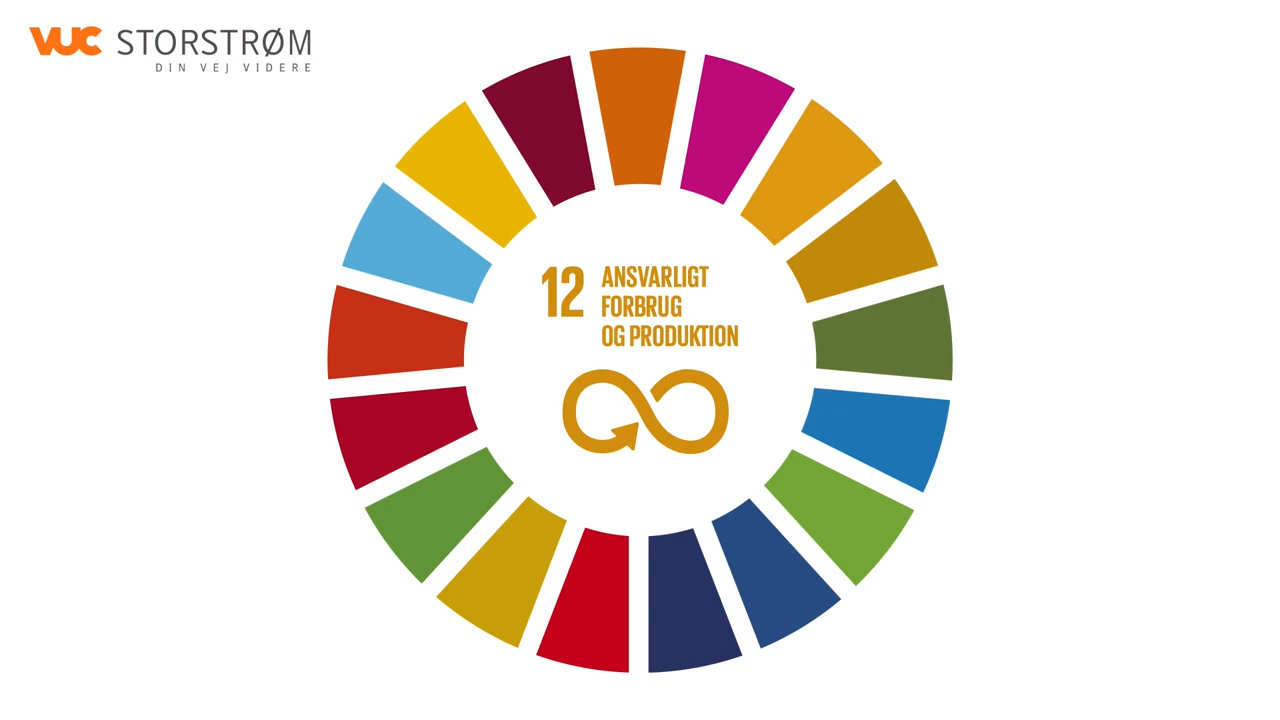 VUC STORSTRØM
DIN VEJ VIDERE
12 ANSVARLIGT
FORBRUG
OG PRODUKTION